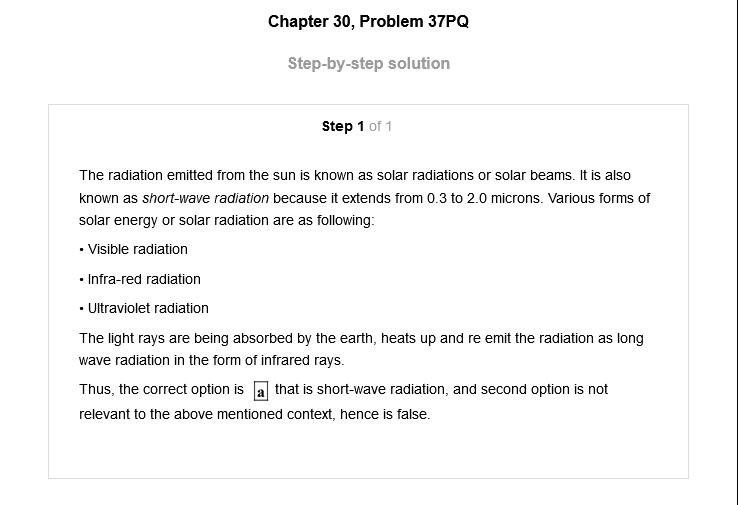 Chapter 30, Problem 37PQ
Step-by-step solution
Step 1 of 1
The radiation emitted from the sun is known as solar radiations or solar beams. It is also
known as short-wave radiation because it extends from 0.3 to 2.0 microns. Various forms of
solar energy or solar radiation are as following:
• Visible radiation
• Infra-red radiation
• Ultraviolet radiation
The light rays are being absorbed by the earth, heats up and re emit the radiation as long
wave radiation in the form of infrared rays.
Thus, the correct option is a that is short-wave radiation, and second option is not
relevant to the above mentioned context, hence is false.